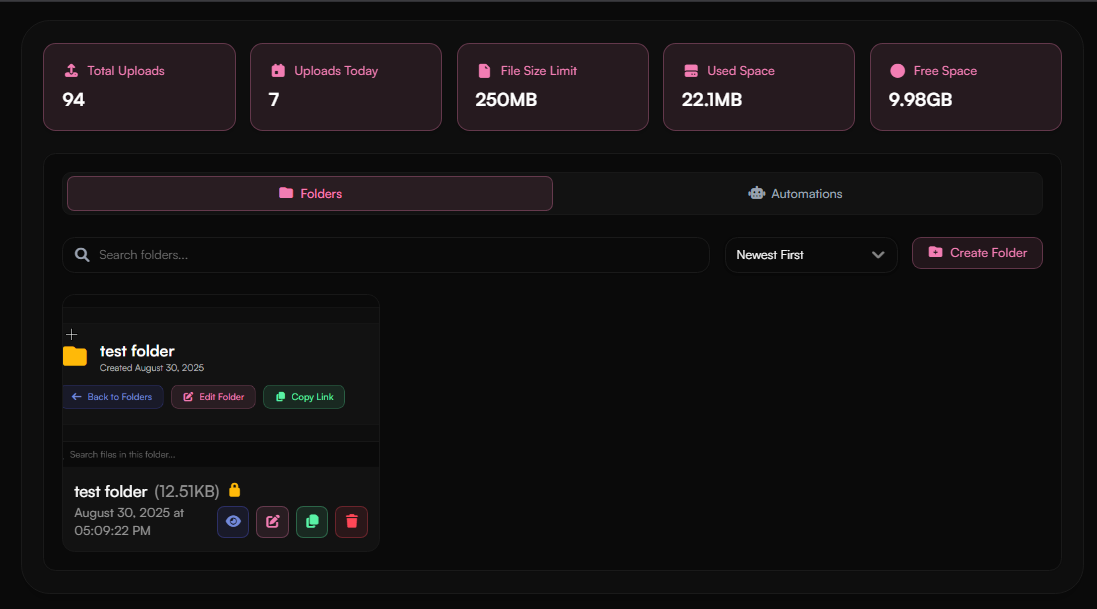 Total Uploads
94
Uploads Today
7
File Size Limit
250MB
Used Space
22.1MB
Free Space
9.98GB
Folders
Automations
Search folders...
Newest First
Create Folder
test folder
Created August 30, 2025
Back to Folders
Edit Folder
Copy Link
Search files in this folder...
test folder (12.51KB)
August 30, 2025 at
05:09:22 PM